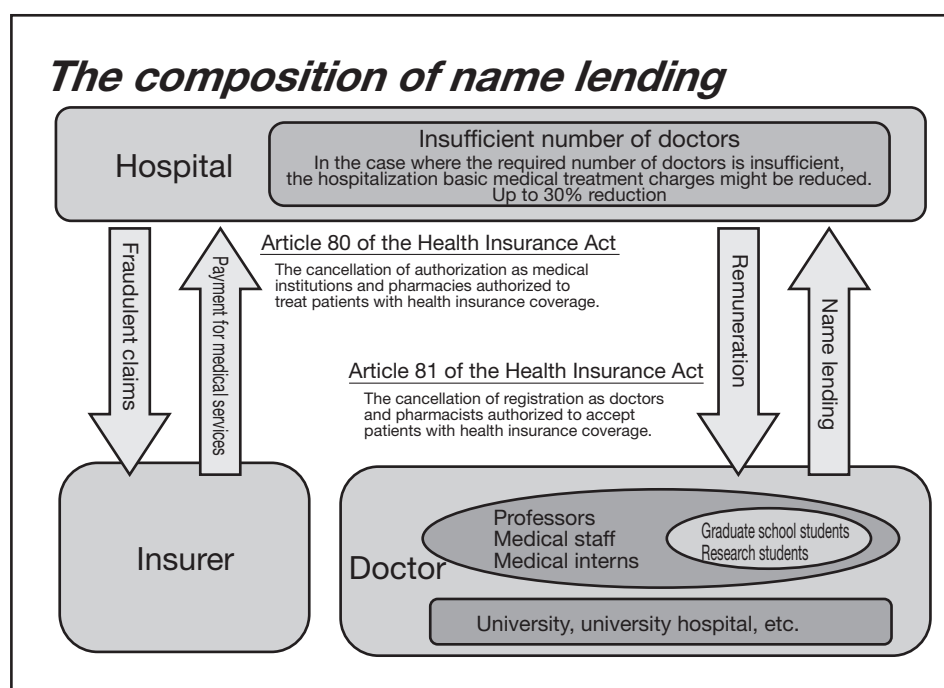 The composition of name lending
Hospital
Insufficient number of doctors
In the case where the required number of doctors is insufficient,
the hospitalization basic medical treatment charges might be reduced.
Up to 30% reduction
Fraudulent claims
Payment for medical services
Article 80 of the Health Insurance Act
The cancellation of authorization as medical
institutions and pharmacies authorized to
treat patients with health insurance coverage.
Remuneration
Name lending
Article 81 of the Health Insurance Act
The cancellation of registration as doctors
and pharmacists authorized to accept
patients with health insurance coverage.
Insurer
Doctor
Professors
Medical staff
Medical interns
Graduate school students
Research students
University, university hospital, etc.